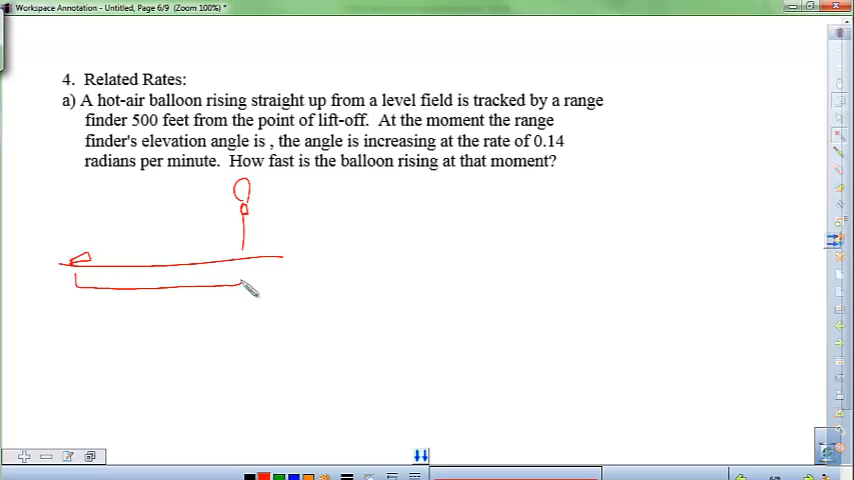 Workspace Annotation - Untitled, Page 6/9 (Zoom 100%) *
4. Related Rates:
a) A hot-air balloon rising straight up from a level field is tracked by a range
finder 500 feet from the point of lift-off. At the moment the range
finder's elevation angle is , the angle is increasing at the rate of 0.14
radians per minute. How fast is the balloon rising at that moment?